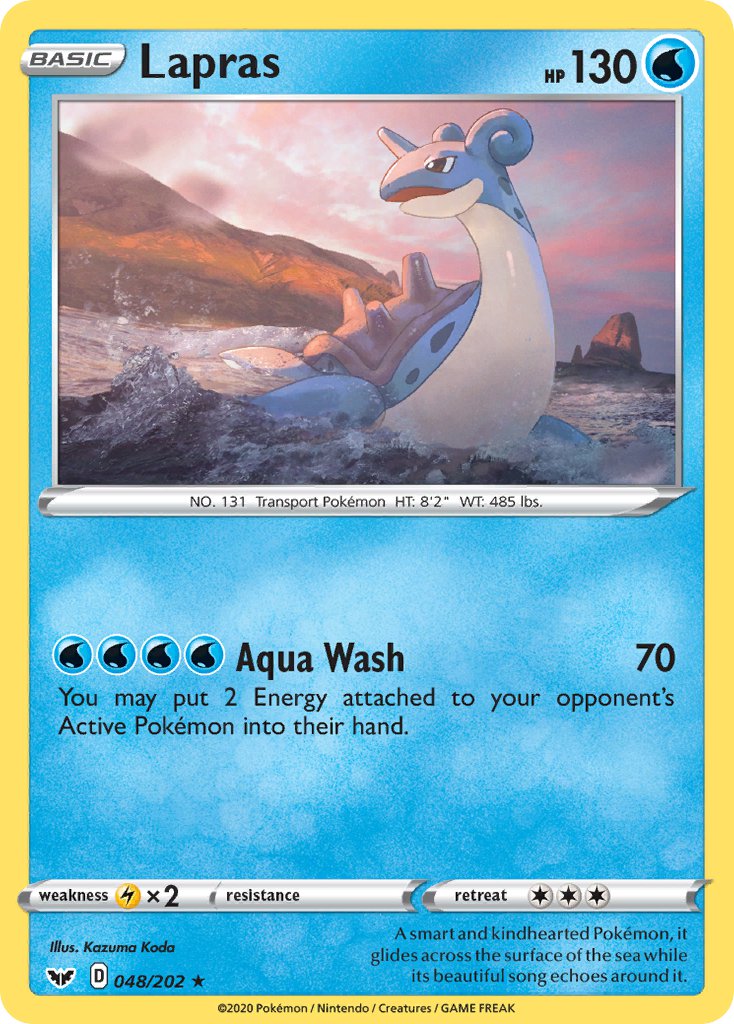 BASIC Lapras HP 130
NO. 131 Transport Pokémon HT: 8'2" WT: 485 lbs.
Aqua Wash 70
You may put 2 Energy attached to your opponent's
Active Pokémon into their hand.
weakness ×2 resistance retreat
Illus. Kazuma Koda
A smart and kindhearted Pokémon, it
glides across the surface of the sea while
its beautiful song echoes around it.
D 048/202 ★
©2020 Pokémon / Nintendo / Creatures / GAME FREAK